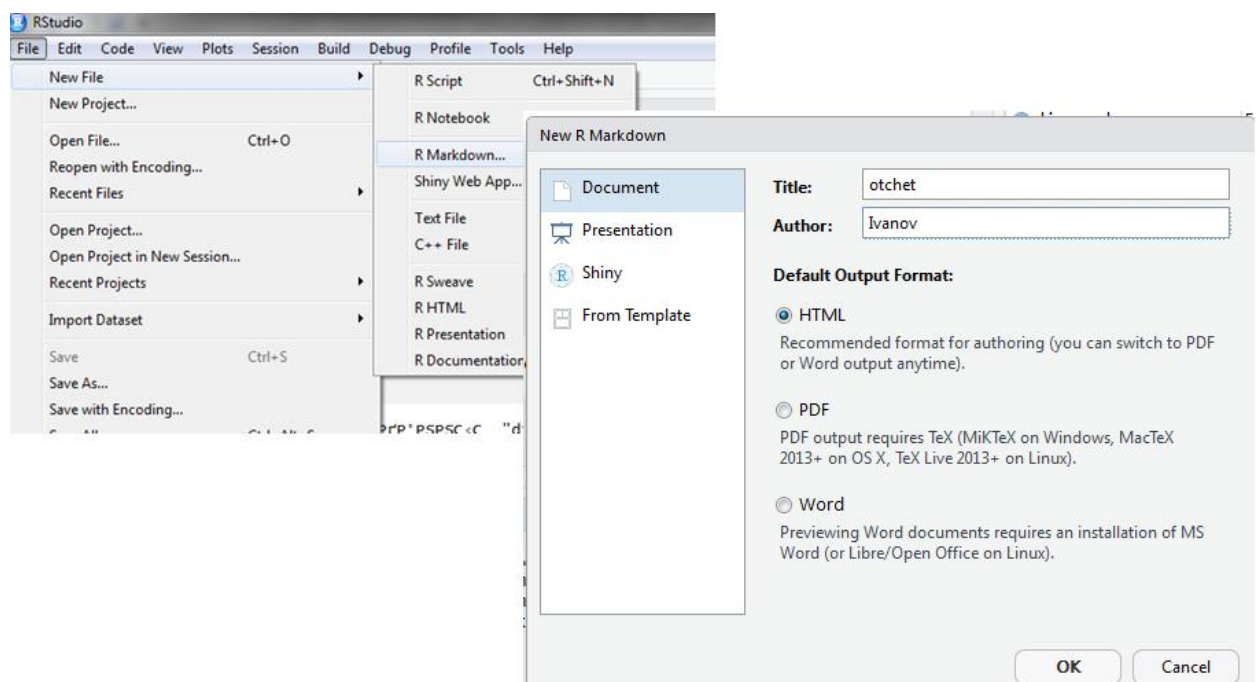 RStudio
File Edit Code View Plots Session Build Debug Profile Tools Help
New File
New Project...
Open File... Ctrl+O
Reopen with Encoding...
Recent Files
Open Project...
Open Project in New Session...
Recent Projects
Import Dataset
Save Ctrl+S
Save As...
Save with Encoding...
R Script Ctrl+Shift+N
R Notebook
R Markdown...
Shiny Web App...
Text File
C++ File
R Sweave
R HTML
R Presentation
R Documentation
New R Markdown
Document
Presentation
R Shiny
From Template
Title: otchet
Author: Ivanov
Default Output Format:
HTML
Recommended format for authoring (you can switch to PDF
or Word output anytime).
PDF
PDF output requires TeX (MiKTeX on Windows, MacTeX
2013+ on OS X, TeX Live 2013+ on Linux).
Word
Previewing Word documents requires an installation of MS
Word (or Libre/Open Office on Linux).
OK Cancel